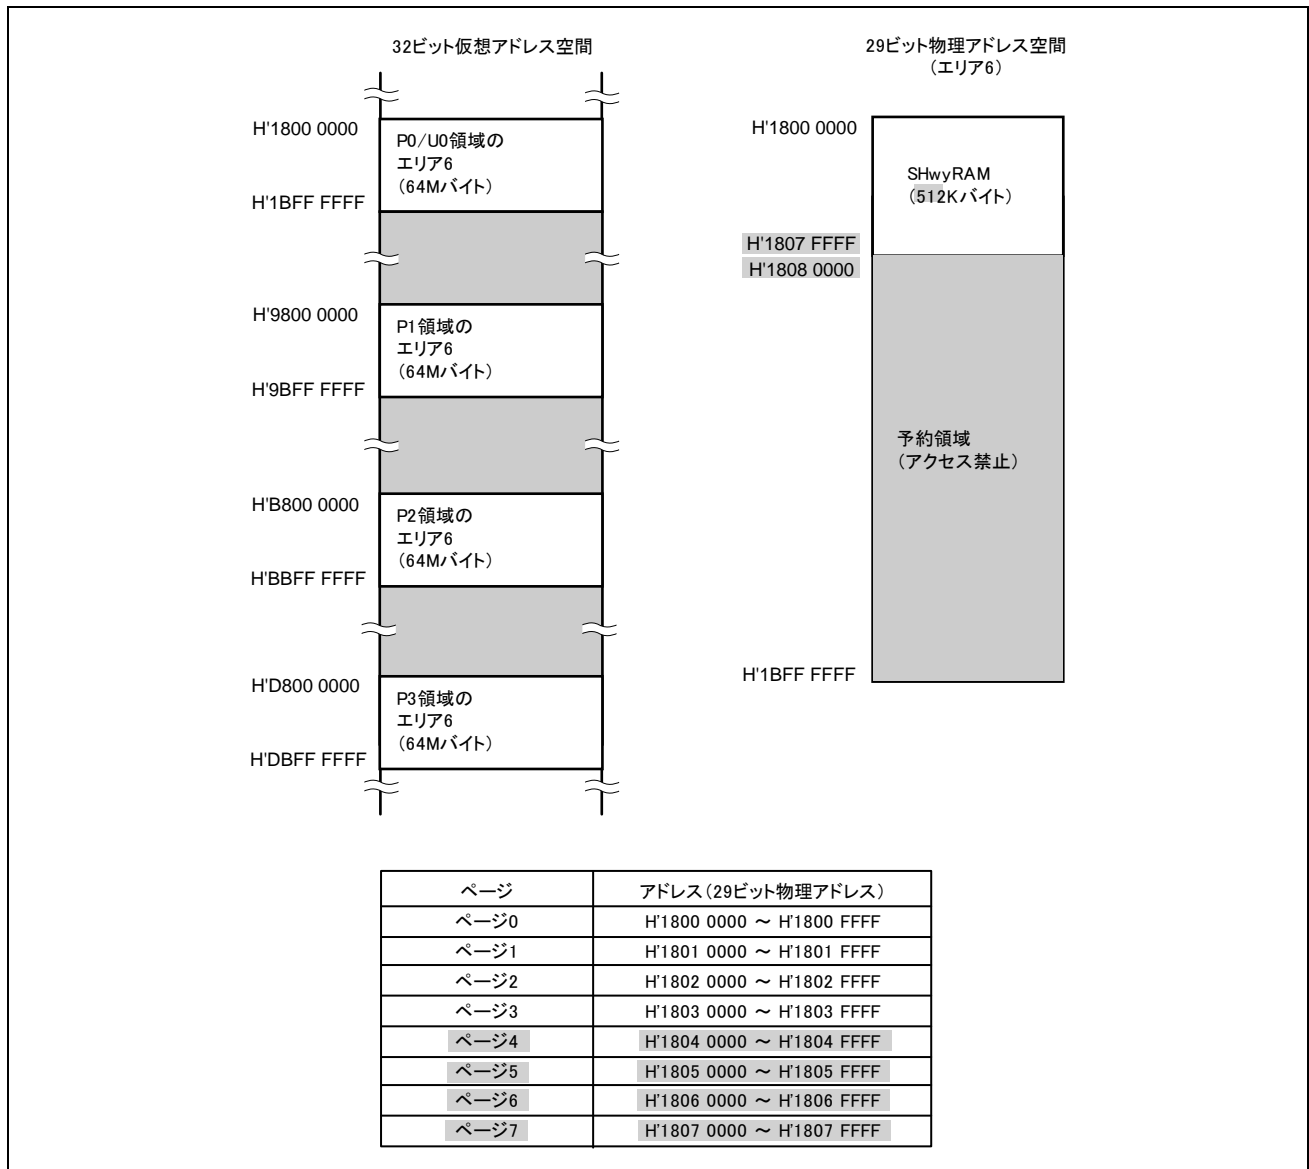 32ビット仮想アドレス空間
H'1800 0000
P0/U0領域の
エリア6
(64Mバイト)
H'1BFF FFFF
H'9800 0000
P1領域の
エリア6
(64Mバイト)
H'9BFF FFFF
H'B800 0000
P2領域の
エリア6
(64Mバイト)
H'BBFF FFFF
H'D800 0000
P3領域の
エリア6
(64Mバイト)
H'DBFF FFFF
29ビット物理アドレス空間
(エリア6)
H'1800 0000
SHwyRAM
(512Kバイト)
H'1807 FFFF
H'1808 0000
予約領域
(アクセス禁止)
H'1BFF FFFF
ページ アドレス(29ビット物理アドレス)
ページ0 H'1800 0000 ～ H'1800 FFFF
ページ1 H'1801 0000 ～ H'1801 FFFF
ページ2 H'1802 0000 ～ H'1802 FFFF
ページ3 H'1803 0000 ～ H'1803 FFFF
ページ4 H'1804 0000 ～ H'1804 FFFF
ページ5 H'1805 0000 ～ H'1805 FFFF
ページ6 H'1806 0000 ～ H'1806 FFFF
ページ7 H'1807 0000 ～ H'1807 FFFF